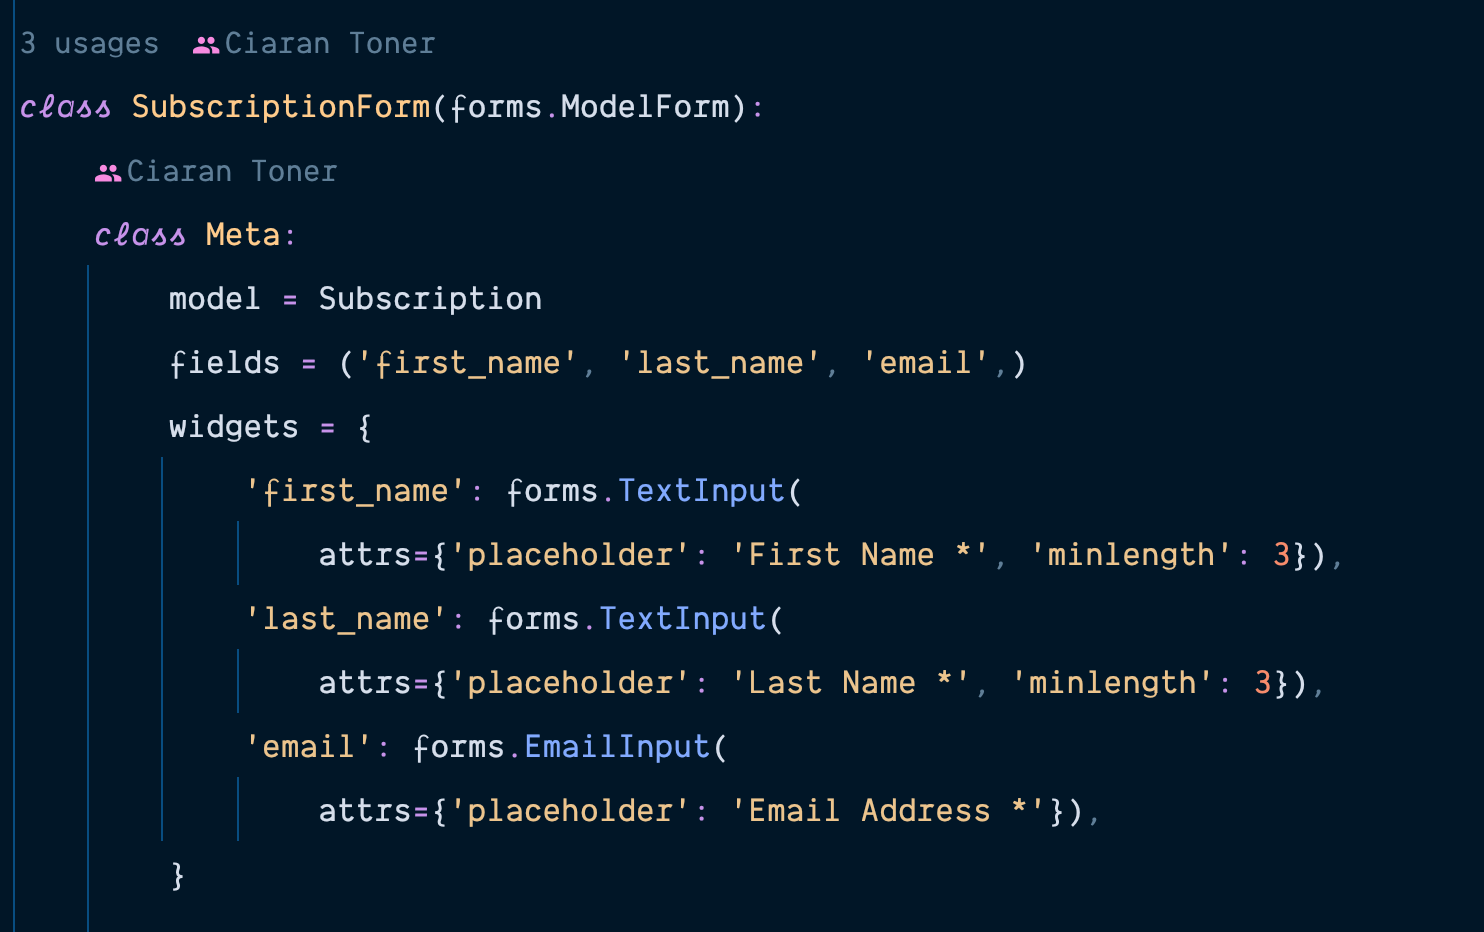 3 usages Ciaran Toner
class SubscriptionForm(forms.ModelForm):
Ciaran Toner
class Meta:
model = Subscription
fields = ('first_name', 'last_name', 'email',)
widgets = {
'first_name': forms.TextInput(
attrs={'placeholder': 'First Name *', 'minlength': 3}),
'last_name': forms.TextInput(
attrs={'placeholder': 'Last Name *', 'minlength': 3}),
'email': forms.EmailInput(
attrs={'placeholder': 'Email Address *'}),
}